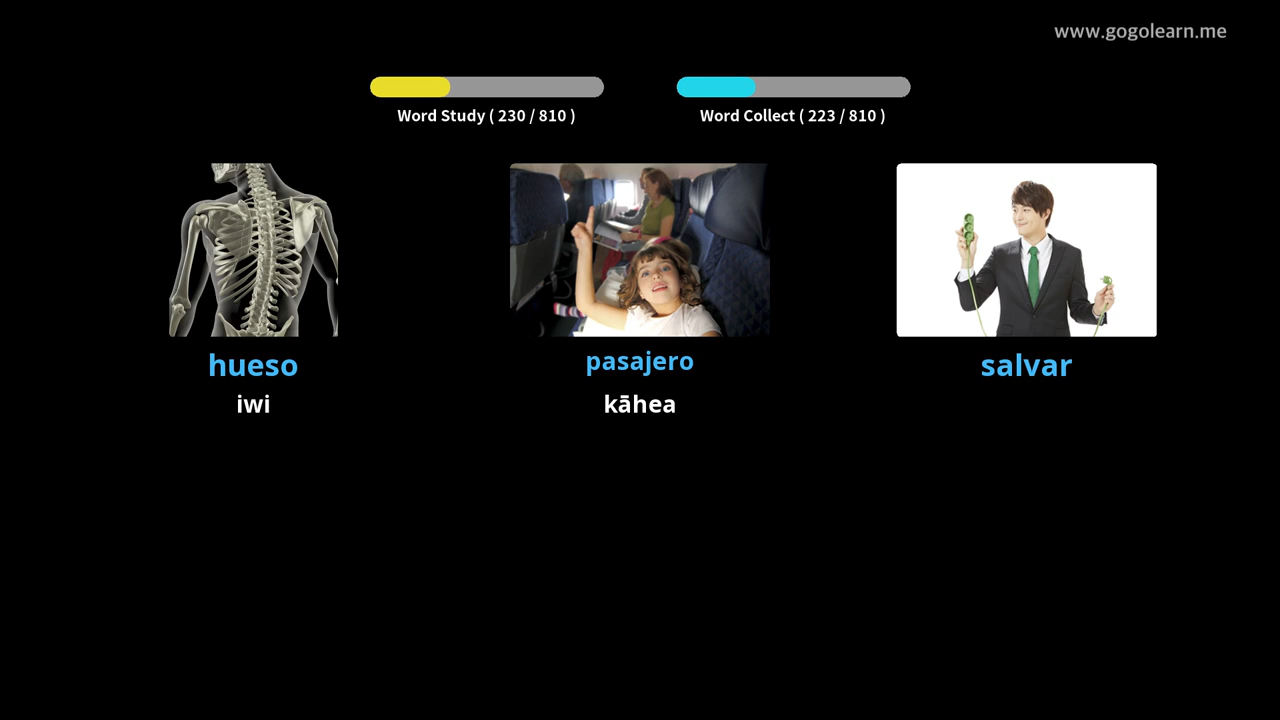 www.gogolearn.me
Word Study ( 230 / 810 )
Word Collect ( 223 / 810 )
hueso
pasajero
salvar
iwi
kāhea